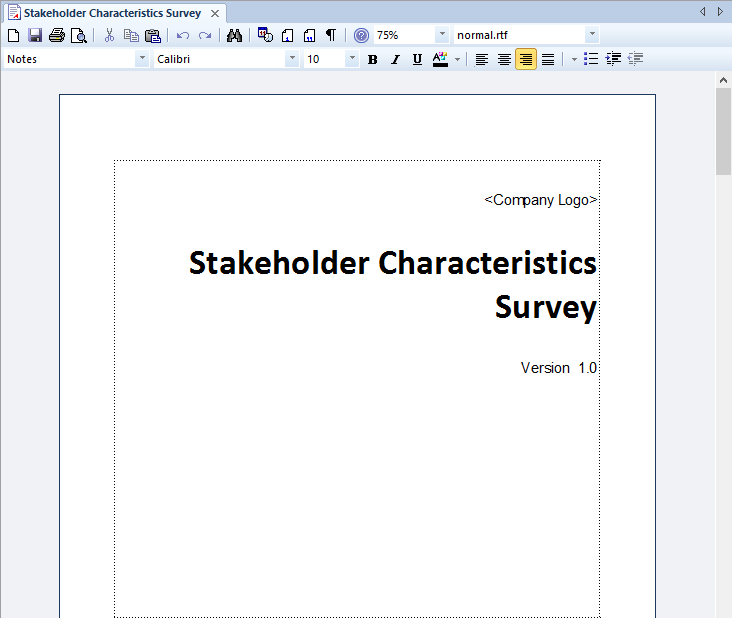 Stakeholder Characteristics Survey
75%
normal.rtf
Notes
Calibri
10
B I U A
<Company Logo>
Stakeholder Characteristics
Survey
Version 1.0